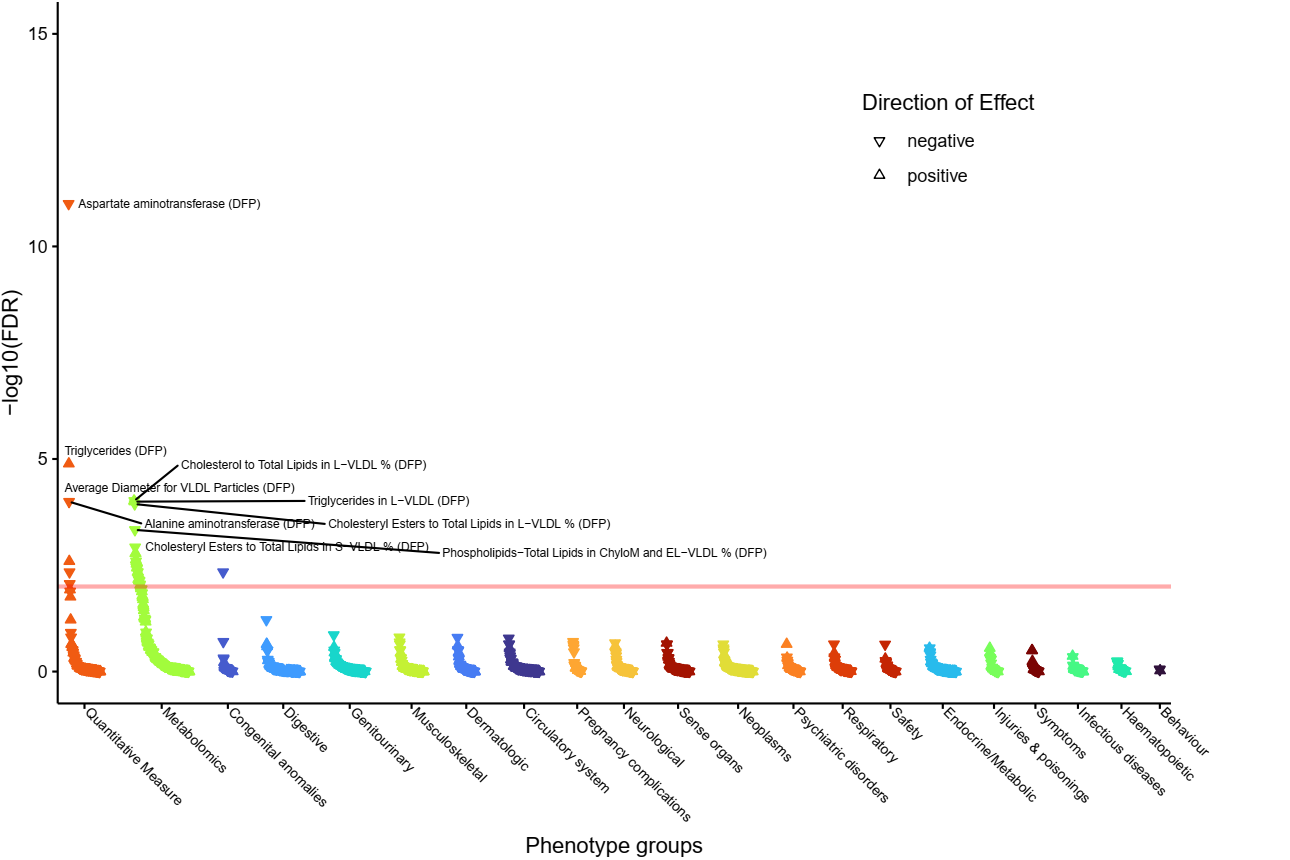 15
Direction of Effect
negative
positive
Aspartate aminotransferase (DFP)
10
−log10(FDR)
Triglycerides (DFP)
5
Cholesterol to Total Lipids in L−VLDL % (DFP)
Average Diameter for VLDL Particles (DFP)
Triglycerides in L−VLDL (DFP)
Alanine aminotransferase (DFP)
Cholesteryl Esters to Total Lipids in L−VLDL % (DFP)
Cholesteryl Esters to Total Lipids in S−VLDL % (DFP)
Phospholipids−Total Lipids in ChyloM and EL−VLDL % (DFP)
0
Quantitative Measure
Metabolomics
Congenital anomalies
Digestive
Genitourinary
Musculoskeletal
Dermatologic
Circulatory system
Pregnancy complications
Neurological
Sense organs
Neoplasms
Psychiatric disorders
Respiratory
Safety
Endocrine/Metabolic
Injuries & poisonings
Symptoms
Infectious diseases
Haematopoietic
Behaviour
Phenotype groups